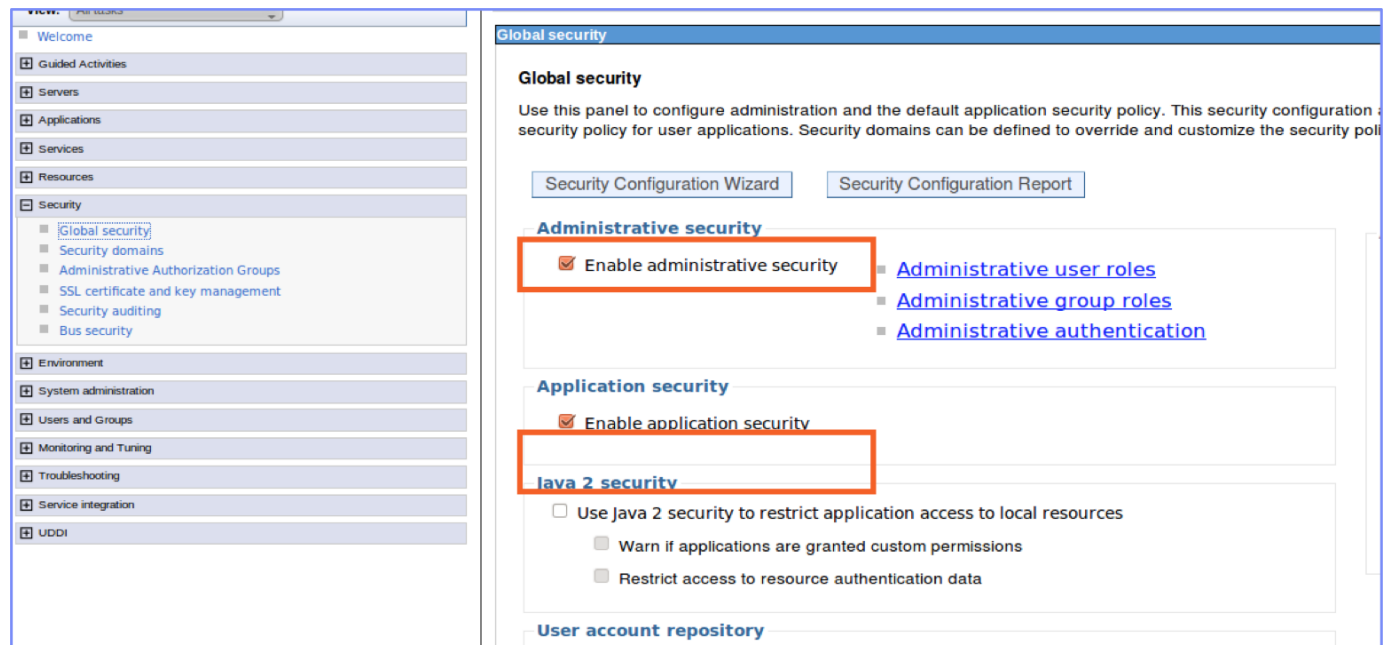 View: All tasks
Welcome
Guided Activities
Servers
Applications
Services
Resources
Security
Global security
Security domains
Administrative Authorization Groups
SSL certificate and key management
Security auditing
Bus security
Environment
System administration
Users and Groups
Monitoring and Tuning
Troubleshooting
Service integration
UDDI
Global security
Global security
Use this panel to configure administration and the default application security policy. This security configuration
security policy for user applications. Security domains can be defined to override and customize the security
Security Configuration Wizard Security Configuration Report
Administrative security
Enable administrative security
Administrative user roles
Administrative group roles
Administrative authentication
Application security
Enable application security
Java 2 security
Use Java 2 security to restrict application access to local resources
Warn if applications are granted custom permissions
Restrict access to resource authentication data
User account repository